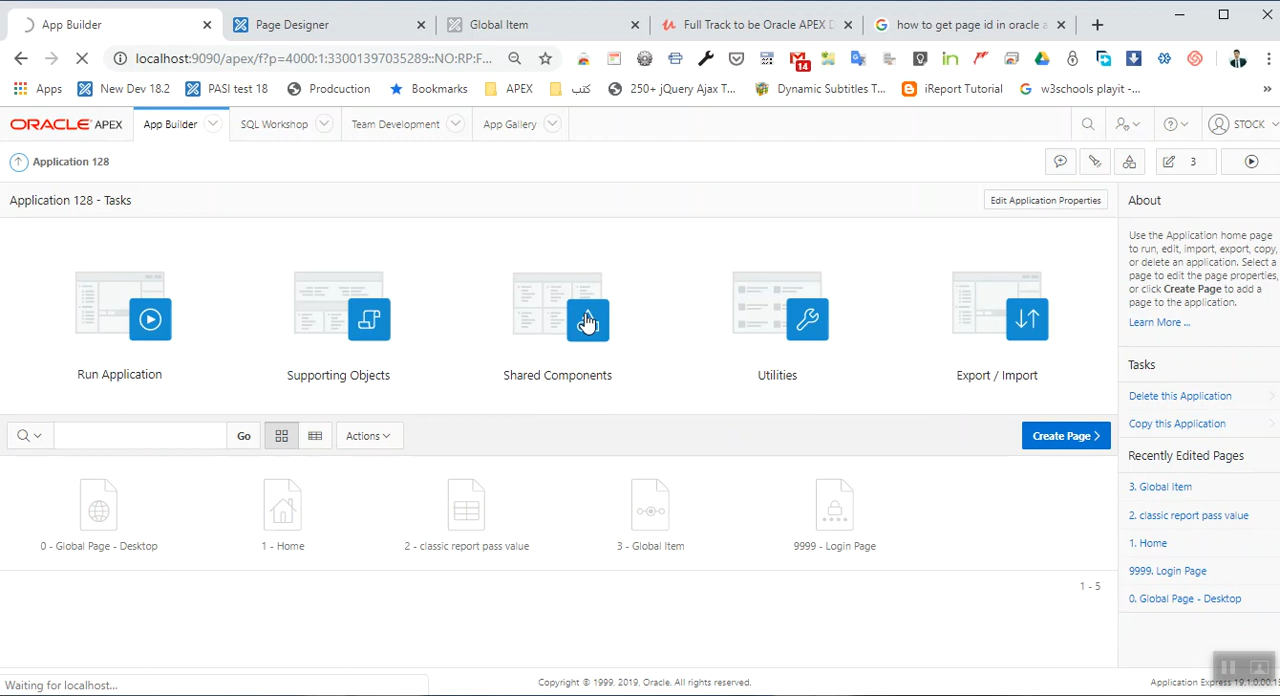 App Builder
Page Designer
Global Item
Full Track to be Oracle APEX D
how to get page id in oracle a
localhost:9090/apex/f?p=4000:1:33001397035289::NO:RP:F...
14
Apps
New Dev 18.2
PASI test 18
Production
Bookmarks
APEX
كتب
250+ jQuery Ajax T...
Dynamic Subtitles T...
iReport Tutorial
w3schools playit -...
ORACLE APEX
App Builder
SQL Workshop
Team Development
App Gallery
STOCK
Application 128
3
Application 128 - Tasks
Edit Application Properties
About
Use the Application home page
to run, edit, import, export, copy,
or delete an application. Select a
page to edit the page properties,
or click Create Page to add a
page to the application.
Learn More ...
Run Application
Supporting Objects
Shared Components
Utilities
Export / Import
Tasks
Delete this Application
Copy this Application
Go
Actions
Create Page
Recently Edited Pages
3. Global Item
2. classic report pass value
1. Home
9999. Login Page
0. Global Page - Desktop
0 - Global Page - Desktop
1 - Home
2 - classic report pass value
3 - Global Item
9999 - Login Page
1 - 5
Waiting for localhost...
Copyright © 1999, 2019, Oracle. All rights reserved.
Application Express 19.1.0.00.15